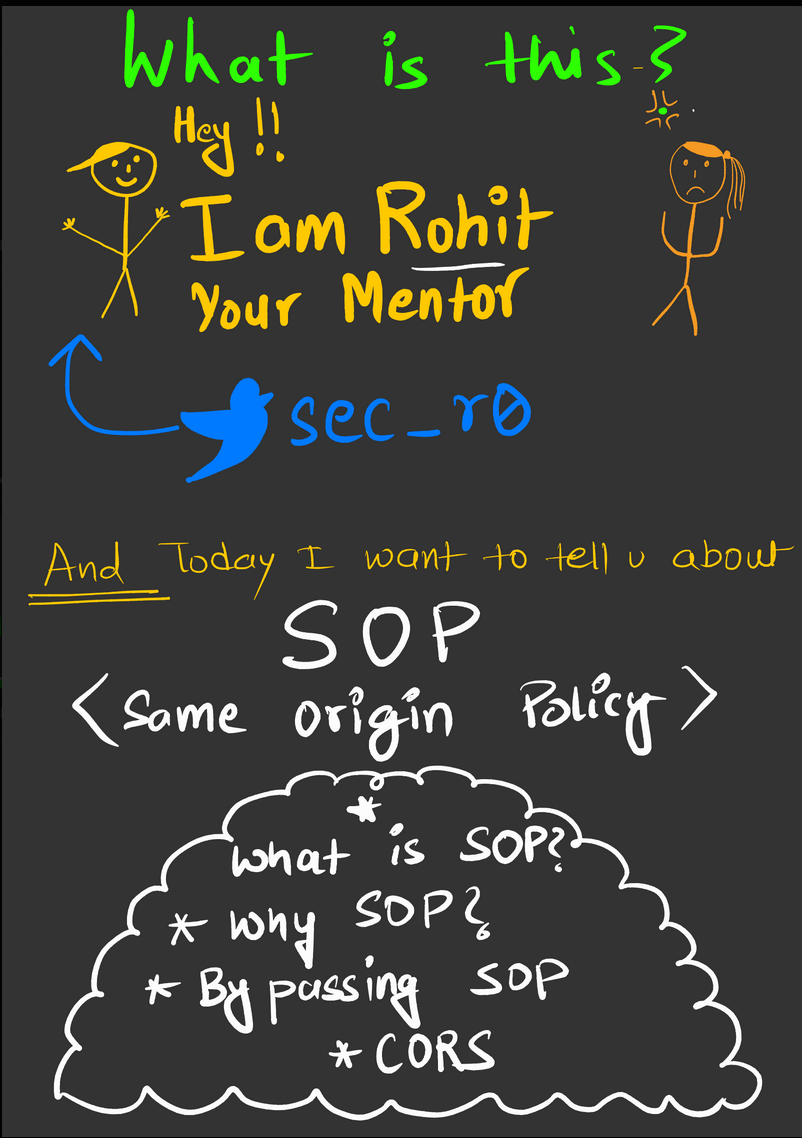 What is this - ?
Hey !!
I am Rohit
Your Mentor
sec_r0
And Today I want to tell u about
SOP
<Same origin Policy>
*
what is SOP?
* why SOP?
* By passing SOP
* CORS